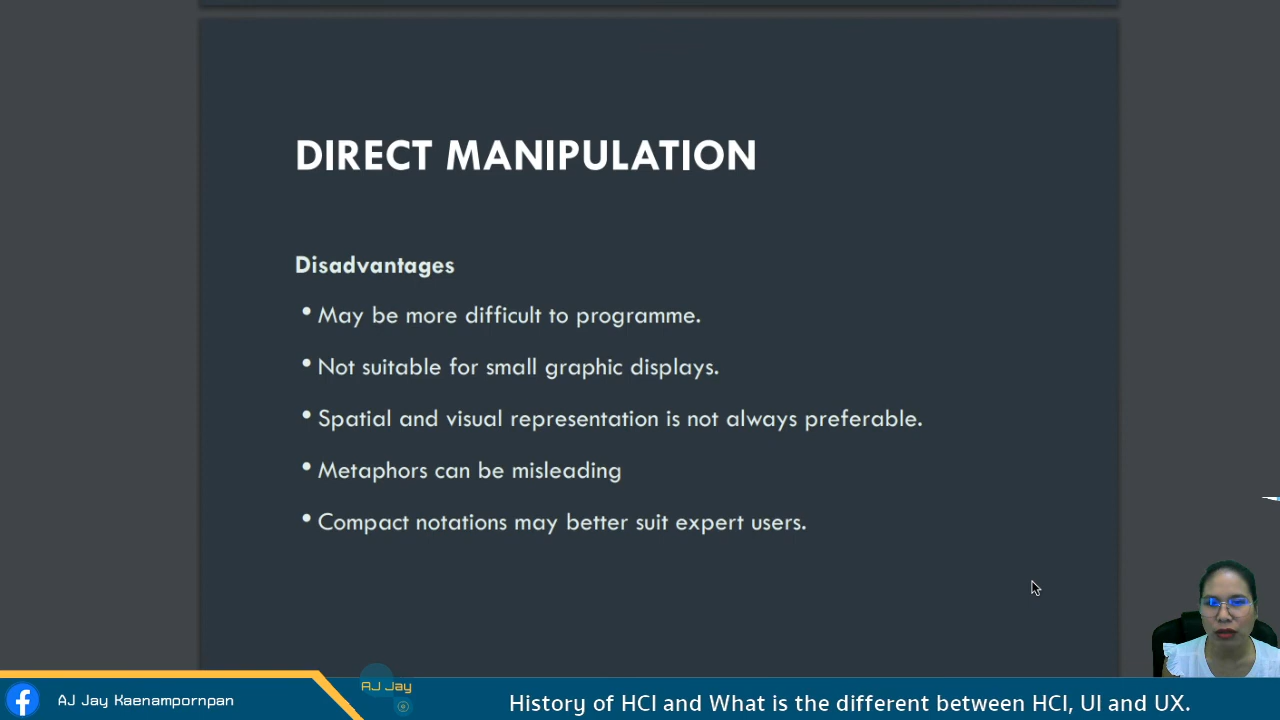 DIRECT MANIPULATION
Disadvantages
• May be more difficult to programme.
• Not suitable for small graphic displays.
• Spatial and visual representation is not always preferable.
• Metaphors can be misleading
• Compact notations may better suit expert users.
AJ Jay Kaenampornpan
AJ Jay
History of HCI and What is the different between HCI, UI and UX.